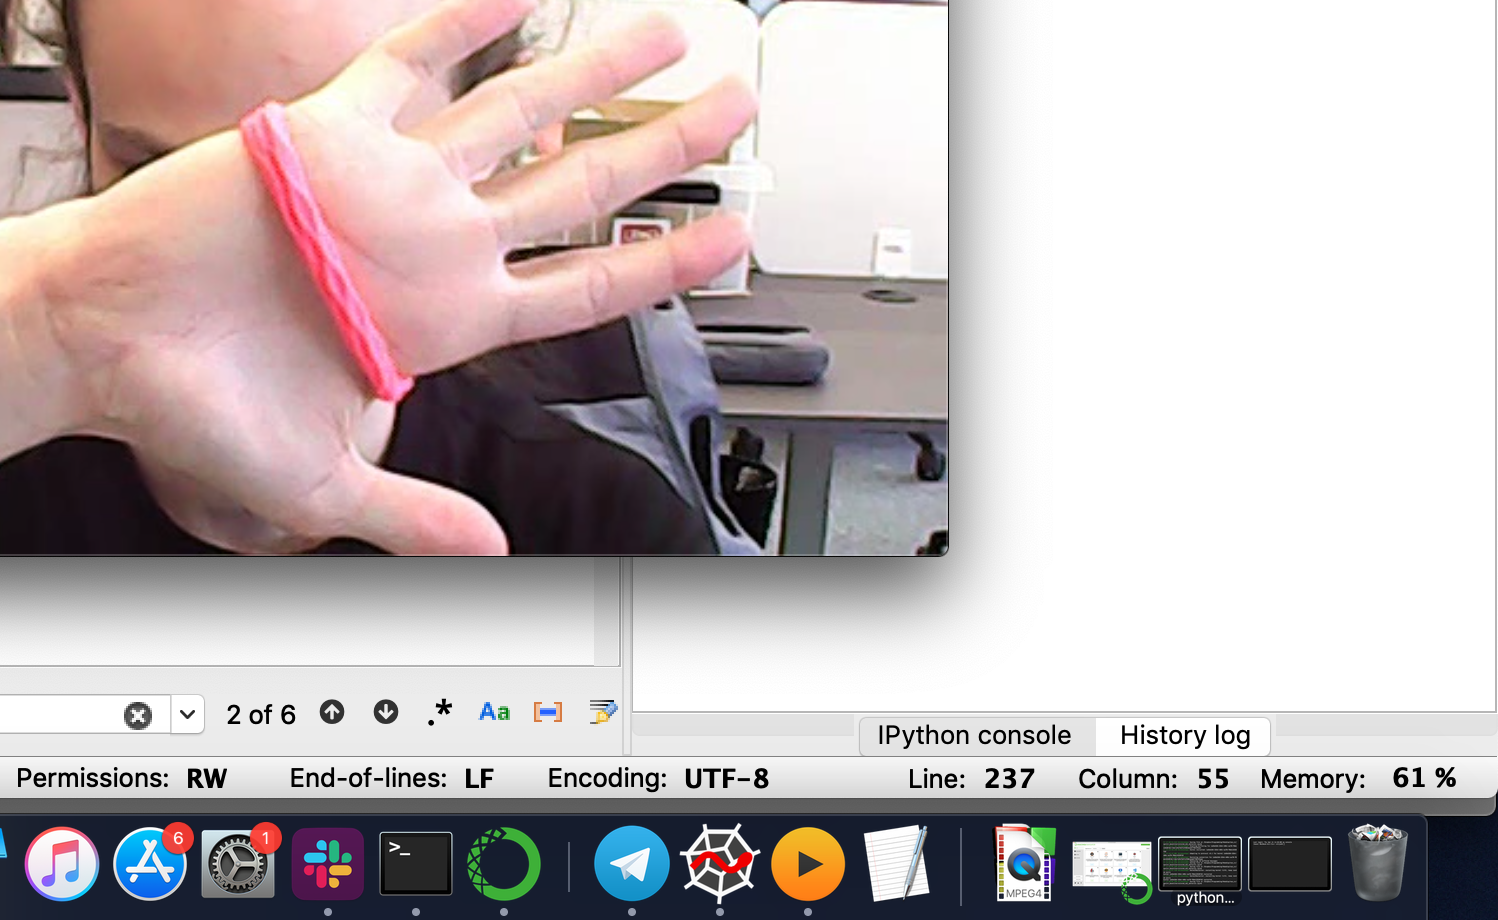 2 of 6 .* Aa
IPython console History log
Permissions: RW End-of-lines: LF Encoding: UTF-8 Line: 237 Column: 55 Memory: 61 %
6 1
>_
MPEG4
python...